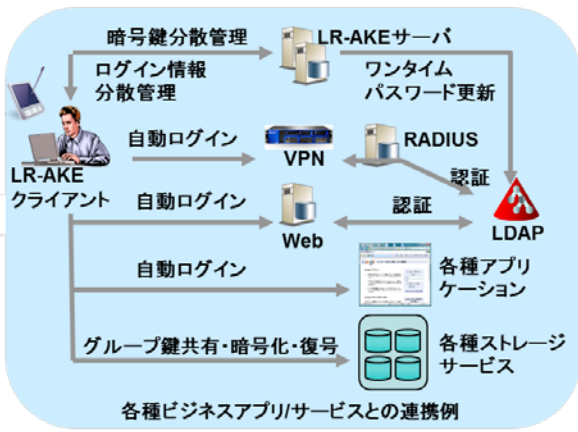 暗号鍵分散管理
LR-AKEサーバ
ログイン情報
分散管理
ワンタイム
パスワード更新
自動ログイン
VPN
RADIUS
LR-AKE
クライアント
認証
自動ログイン
認証
Web
LDAP
自動ログイン
各種アプリ
ケーション
グループ鍵共有・暗号化・復号
各種ストレージ
サービス
各種ビジネスアプリ/サービスとの連携例